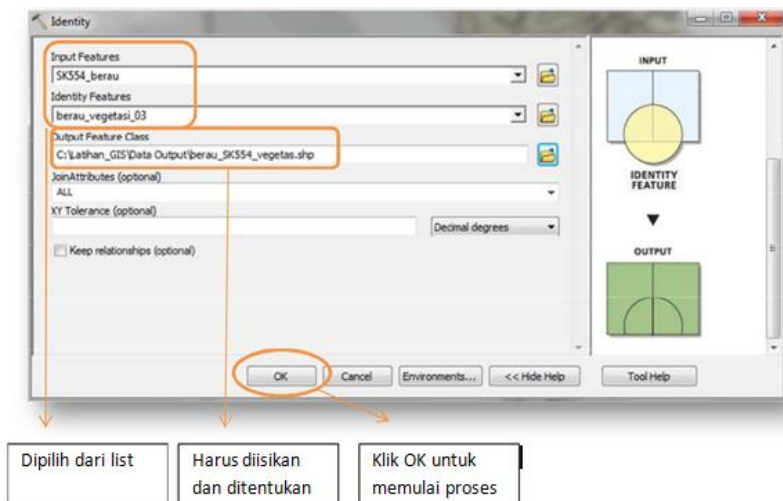 Identity
Input Features
SK554_berau
Identity Features
berau_vegetasi_03
Output Feature Class
C:\Latihan_GIS\Data Output\berau_SK554_vegetas.shp
JoinAttributes (optional)
ALL
XY Tolerance (optional)
Decimal degrees
Keep relationships (optional)
OK
Cancel
Environments...
<< Hide Help
Tool Help
INPUT
IDENTITY
FEATURE
OUTPUT
Dipilih dari list
Harus diisikan
dan ditentukan
Klik OK untuk
memulai proses